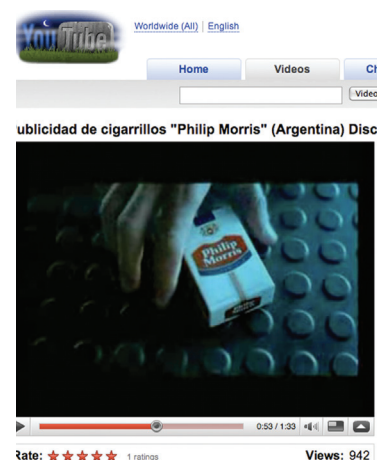 YouTube
Worldwide (All) | English
Home Videos Ch
Video
ublicidad de cigarrillos "Philip Morris" (Argentina) Disc
Philip
Morris
0:53 / 1:33
Rate: 1 ratings Views: 942